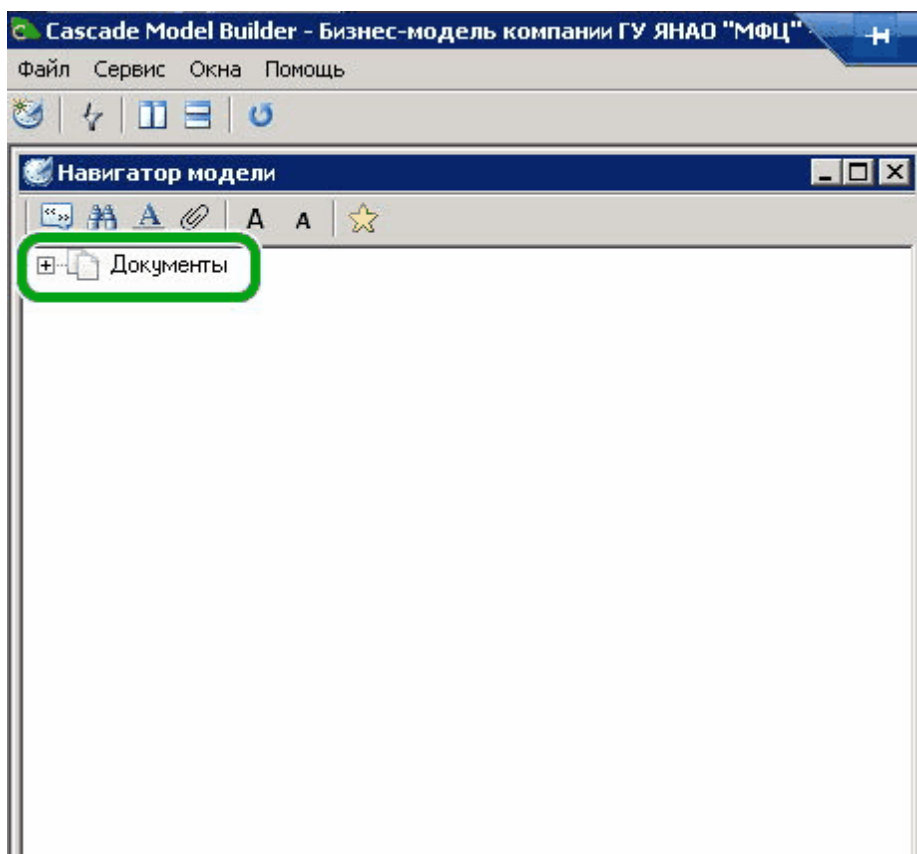 Cascade Model Builder - Бизнес-модель компании ГУ ЯНАО "МФЦ"
Файл Сервис Окна Помощь
Навигатор модели
A A A
Документы